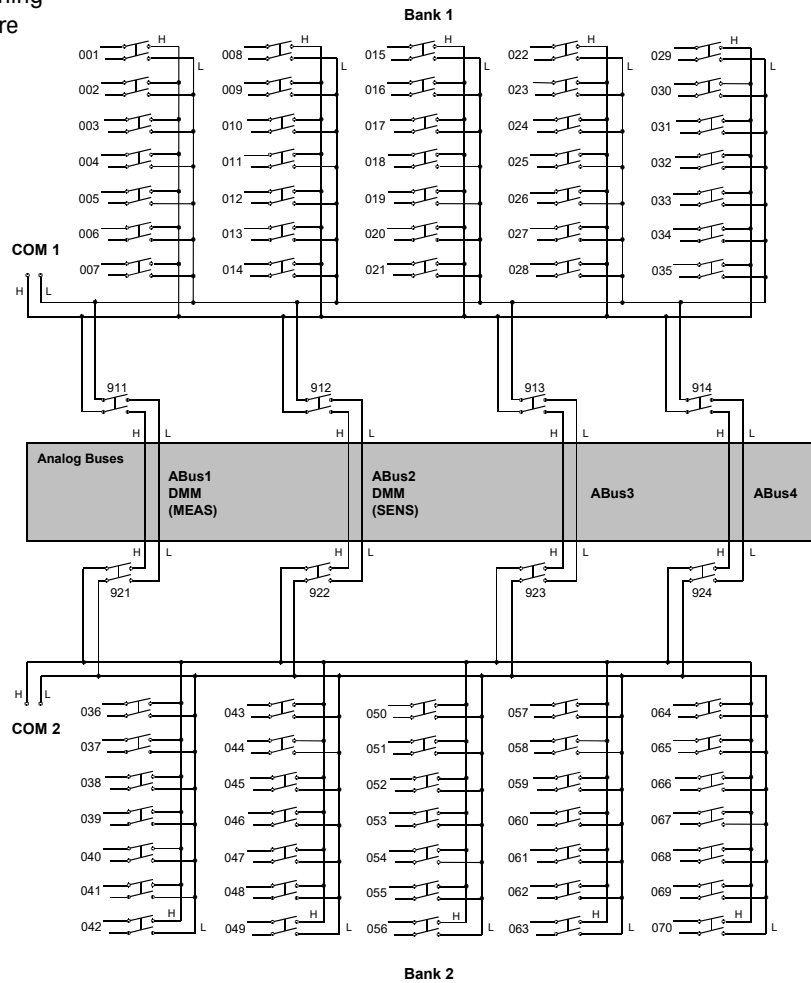 Bank 1
H H H H H
001 008 015 022 029
L L L L L
002 009 016 023 030
003 010 017 024 031
004 011 018 025 032
005 012 019 026 033
006 013 020 027 034
COM 1
007 014 021 028 035
H L
911 912 913 914
H L H L H L H L
Analog Buses
ABus1
DMM
(MEAS)
ABus2
DMM
(SENS)
ABus3
ABus4
H L H L H L H L
921 922 923 924
H L
COM 2
036 043 050 057 064
037 044 051 058 065
038 045 052 059 066
039 046 053 060 067
040 047 054 061 068
041 048 055 062 069
H H H H H
042 049 056 063 070
L L L L L
Bank 2